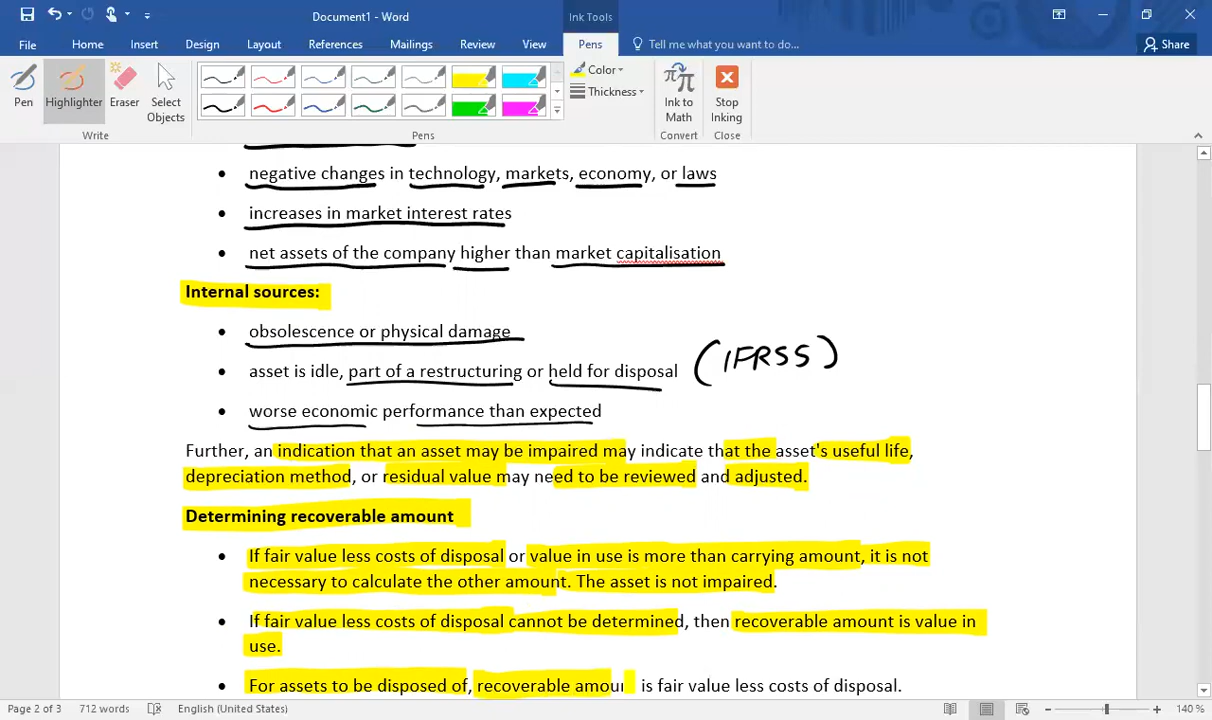 Document1 - Word
Ink Tools
File Home Insert Design Layout References Mailings Review View Pens Tell me what you want to do... Share
Pen Highlighter Eraser Select Objects
Color
Thickness
Ink to Math
Stop Inking
Write Pens Convert Close
• negative changes in technology, markets, economy, or laws
• increases in market interest rates
• net assets of the company higher than market capitalisation
Internal sources:
• obsolescence or physical damage
• asset is idle, part of a restructuring or held for disposal (IFRS5)
• worse economic performance than expected
Further, an indication that an asset may be impaired may indicate that the asset's useful life,
depreciation method, or residual value may need to be reviewed and adjusted.
Determining recoverable amount
• If fair value less costs of disposal or value in use is more than carrying amount, it is not
necessary to calculate the other amount. The asset is not impaired.
• If fair value less costs of disposal cannot be determined, then recoverable amount is value in
use.
• For assets to be disposed of, recoverable amou is fair value less costs of disposal.
Page 2 of 3 712 words English (United States) 140 %